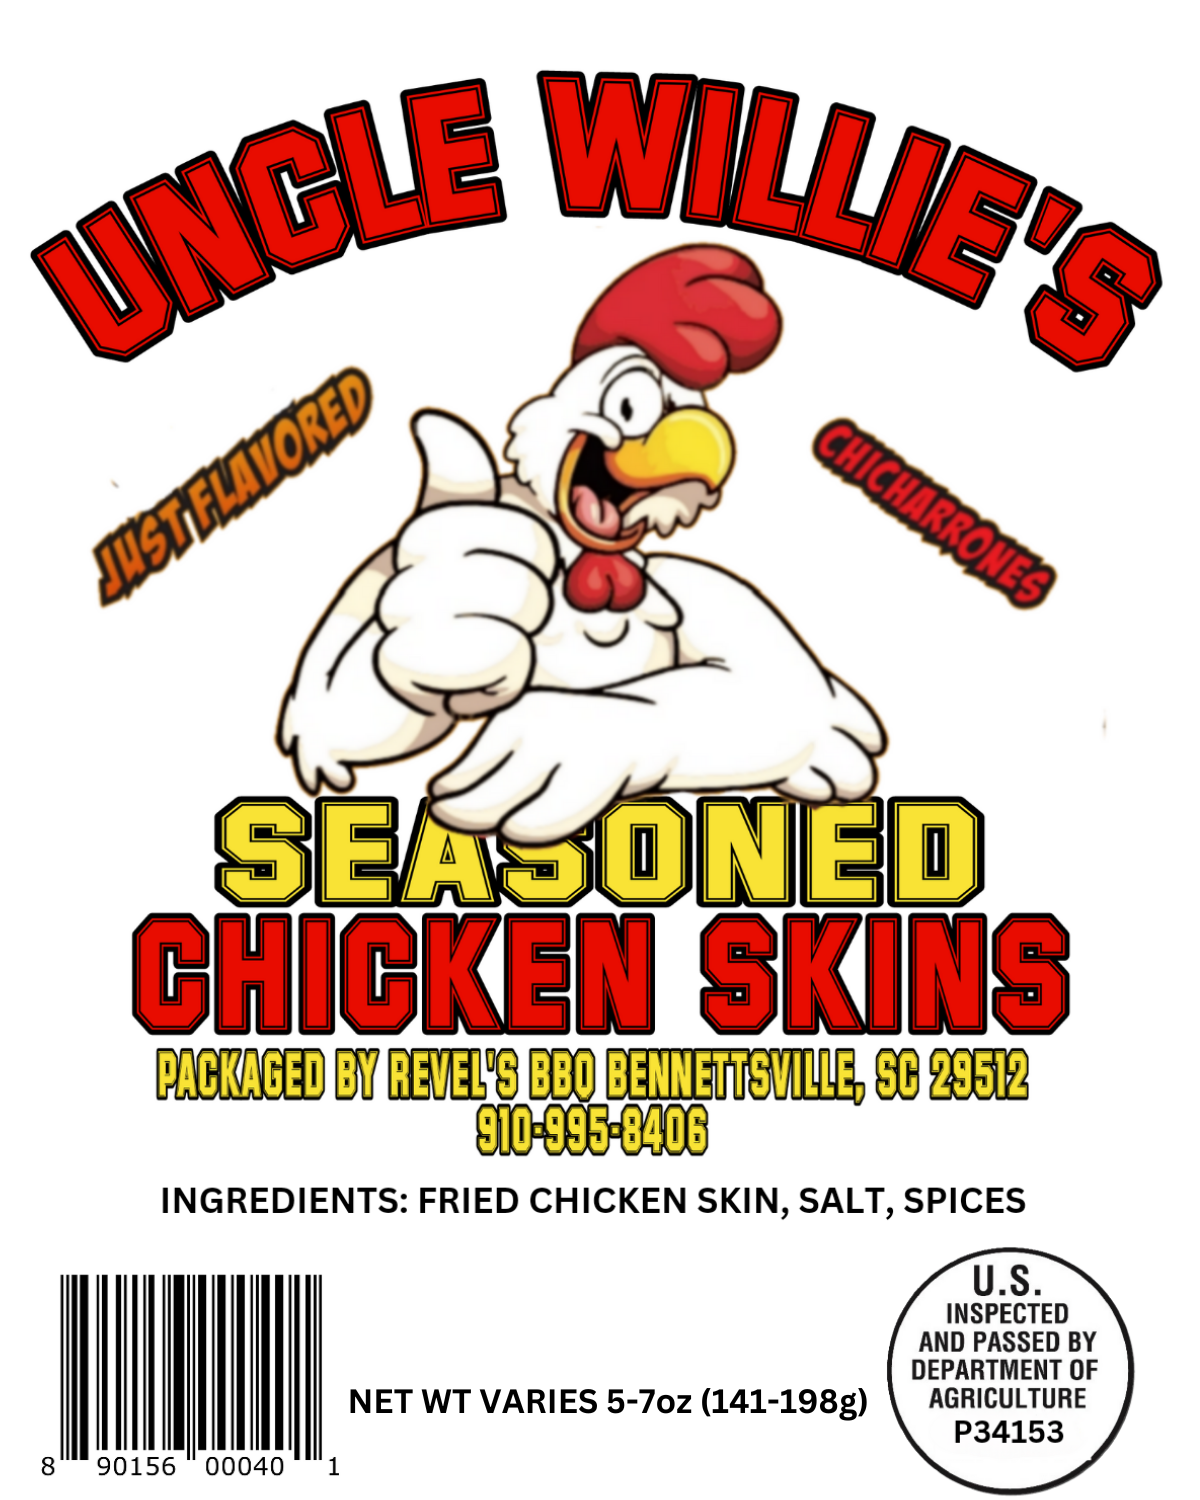 UNCLE WILLIE'S
JUST FLAVORED
CHICHARRONES
SEASONED
CHICKEN SKINS
PACKAGED BY REVEL'S BBQ BENNETTSVILLE, SC 29512
910-995-8406
INGREDIENTS: FRIED CHICKEN SKIN, SALT, SPICES
8 90156 00040 1
NET WT VARIES 5-7oz (141-198g)
U.S.
INSPECTED
AND PASSED BY
DEPARTMENT OF
AGRICULTURE
P34153